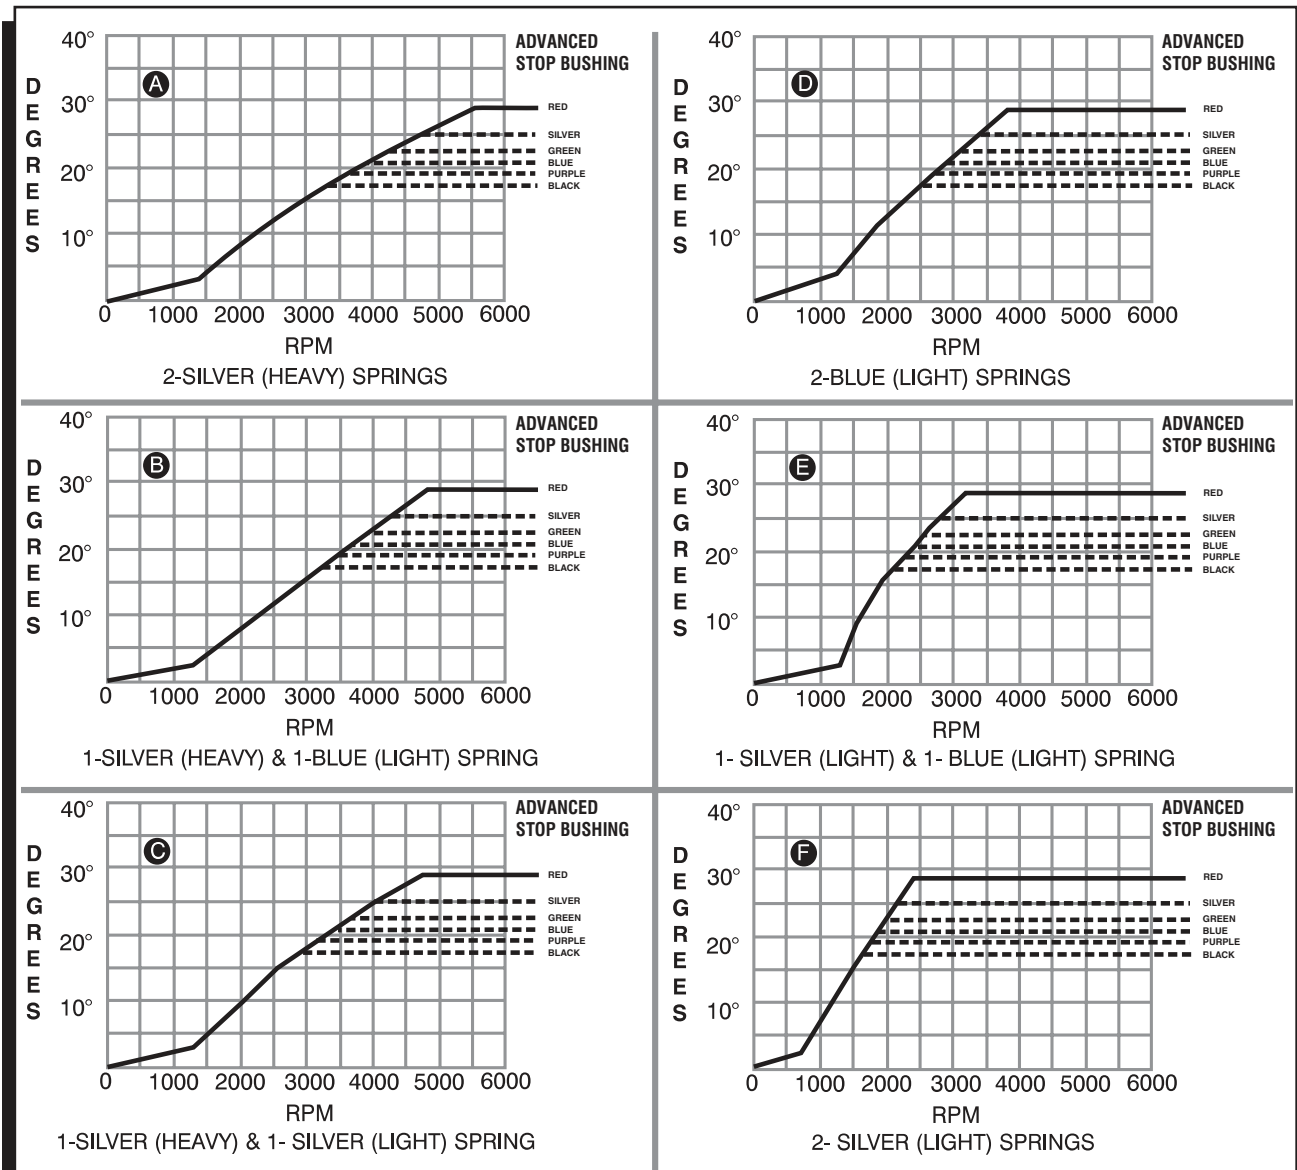 40°
30°
20°
10°
DEGREES
A
ADVANCED
STOP BUSHING
RED
SILVER
GREEN
BLUE
PURPLE
BLACK
0 1000 2000 3000 4000 5000 6000
RPM
2-SILVER (HEAVY) SPRINGS
40°
30°
20°
10°
DEGREES
D
ADVANCED
STOP BUSHING
RED
SILVER
GREEN
BLUE
PURPLE
BLACK
0 1000 2000 3000 4000 5000 6000
RPM
2-BLUE (LIGHT) SPRINGS
40°
30°
20°
10°
DEGREES
B
ADVANCED
STOP BUSHING
RED
SILVER
GREEN
BLUE
PURPLE
BLACK
0 1000 2000 3000 4000 5000 6000
RPM
1-SILVER (HEAVY) & 1-BLUE (LIGHT) SPRING
40°
30°
20°
10°
DEGREES
E
ADVANCED
STOP BUSHING
RED
SILVER
GREEN
BLUE
PURPLE
BLACK
0 1000 2000 3000 4000 5000 6000
RPM
1- SILVER (LIGHT) & 1- BLUE (LIGHT) SPRING
40°
30°
20°
10°
DEGREES
C
ADVANCED
STOP BUSHING
RED
SILVER
GREEN
BLUE
PURPLE
BLACK
0 1000 2000 3000 4000 5000 6000
RPM
1-SILVER (HEAVY) & 1- SILVER (LIGHT) SPRING
40°
30°
20°
10°
DEGREES
F
ADVANCED
STOP BUSHING
RED
SILVER
GREEN
BLUE
PURPLE
BLACK
0 1000 2000 3000 4000 5000 6000
RPM
2- SILVER (LIGHT) SPRINGS